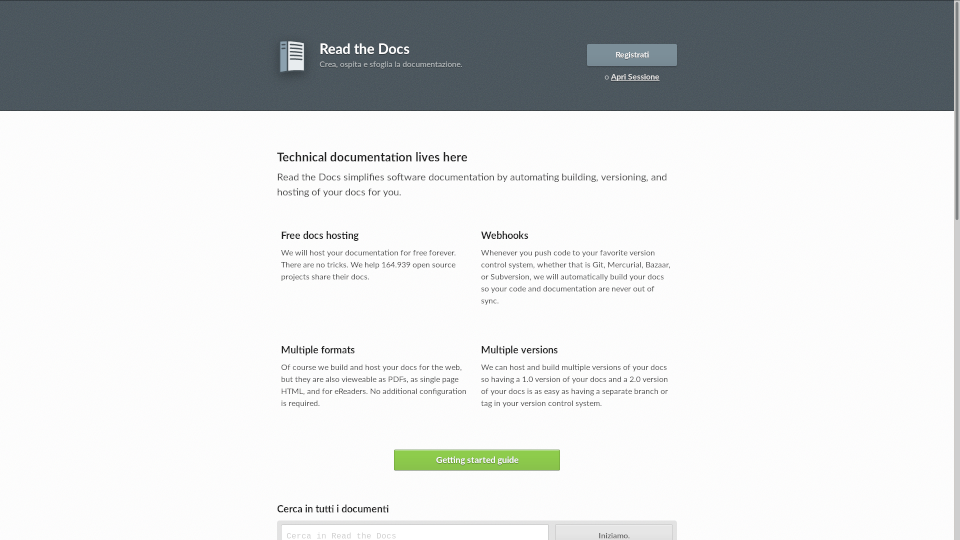 Read the Docs
Crea, ospita e sfoglia la documentazione.
Registrati
o Apri Sessione
Technical documentation lives here
Read the Docs simplifies software documentation by automating building, versioning, and
hosting of your docs for you.
Free docs hosting
We will host your documentation for free forever.
There are no tricks. We help 164.939 open source
projects share their docs.
Webhooks
Whenever you push code to your favorite version
control system, whether that is Git, Mercurial, Bazaar,
or Subversion, we will automatically build your docs
so your code and documentation are never out of
sync.
Multiple formats
Of course we build and host your docs for the web,
but they are also viewable as PDFs, as single page
HTML, and for eReaders. No additional configuration
is required.
Multiple versions
We can host and build multiple versions of your docs
so having a 1.0 version of your docs and a 2.0 version
of your docs is as easy as having a separate branch or
tag in your version control system.
Getting started guide
Cerca in tutti i documenti
Cerca in Read the Docs
Iniziamo.